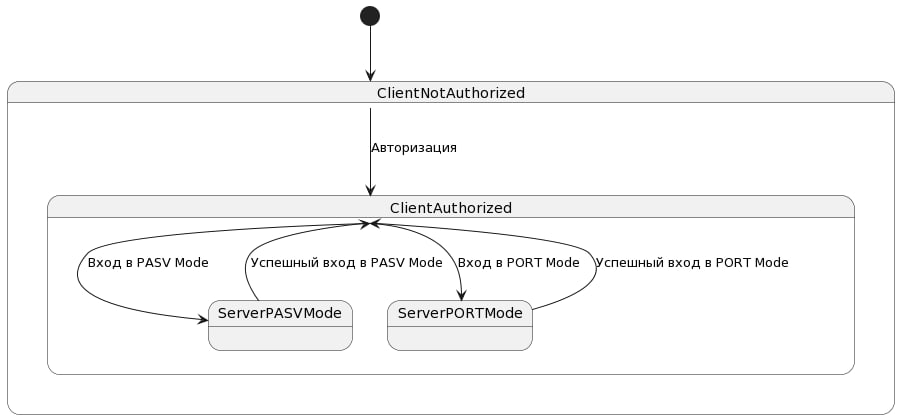 ClientNotAuthorized
Авторизация
ClientAuthorized
Вход в PASV Mode
Успешный вход в PASV Mode
Вход в PORT Mode
Успешный вход в PORT Mode
ServerPASVMode
ServerPORTMode